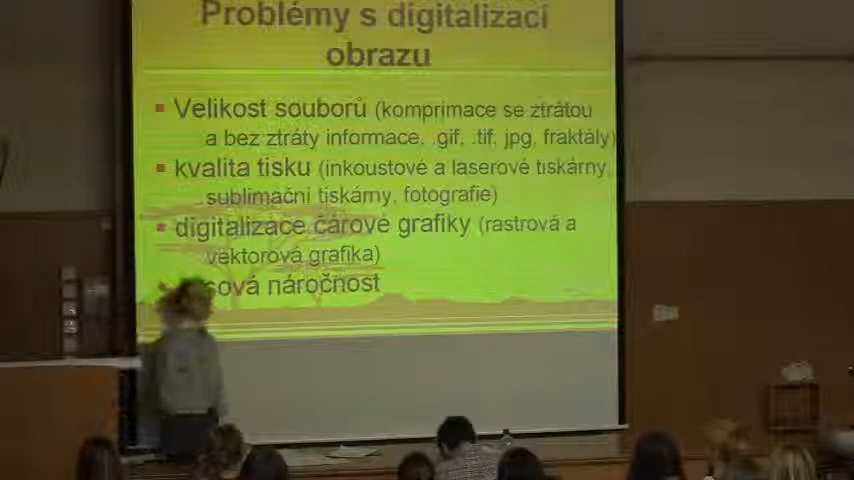 Problémy s digitalizací
obrazu
Velikost souborů (komprimace se ztrátou
a bez ztráty informace, .gif, .tif, jpg, fraktály)
kvalita tisku (inkoustové a laserové tiskárny,
sublimační tiskárny, fotografie)
digitalizace čárové grafiky (rastrová a
vektorová grafika)
náročnost